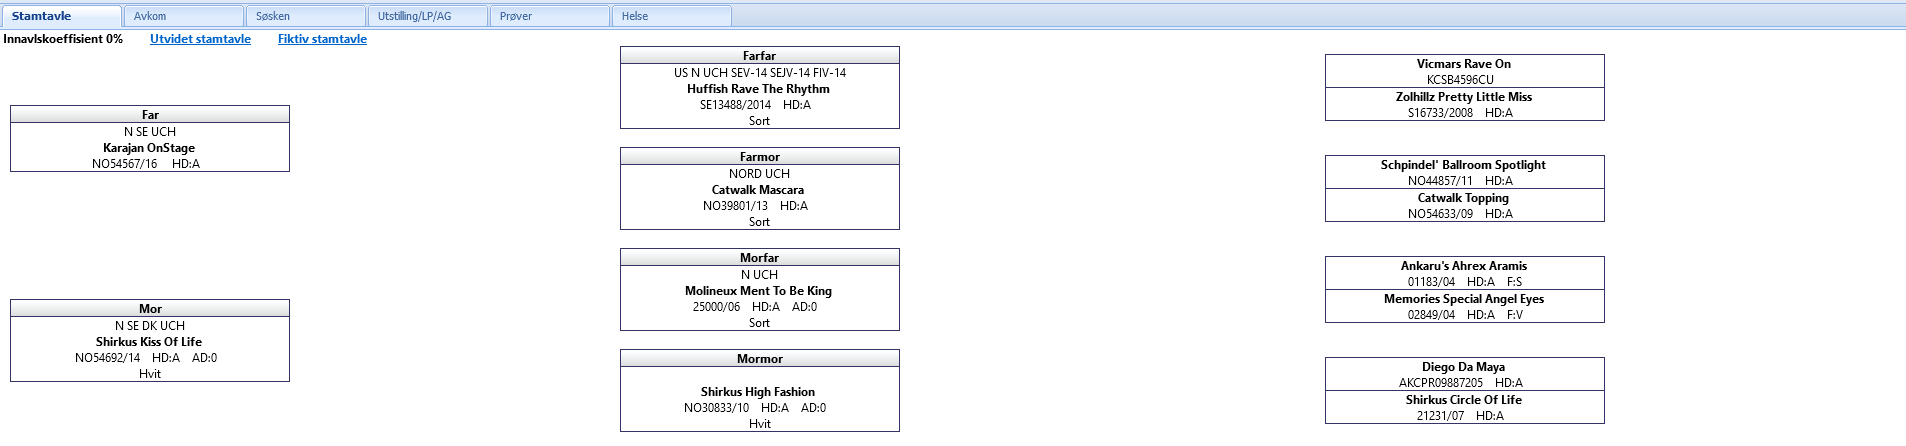 Stamtavle Avkom Søsken Utstilling/LP/AG Prøver Helse
Innavlskoeffisient 0% Utvidet stamtavle Fiktiv stamtavle
Far
N SE UCH
Karajan OnStage
NO54567/16 HD:A
Mor
N SE DK UCH
Shirkus Kiss Of Life
NO54692/14 HD:A AD:0
Hvit
Farfar
US N UCH SEV-14 SEJV-14 FIV-14
Huffish Rave The Rhythm
SE13488/2014 HD:A
Sort
Farmor
NORD UCH
Catwalk Mascara
NO39801/13 HD:A
Sort
Morfar
N UCH
Molineux Ment To Be King
25000/06 HD:A AD:0
Sort
Mormor
Shirkus High Fashion
NO30833/10 HD:A AD:0
Hvit
Vicmars Rave On
KCSB4596CU
Zolhillz Pretty Little Miss
S16733/2008 HD:A
Schpindel' Ballroom Spotlight
NO44857/11 HD:A
Catwalk Topping
NO54633/09 HD:A
Ankaru's Ahrex Aramis
01183/04 HD:A F:S
Memories Special Angel Eyes
02849/04 HD:A F:V
Diego Da Maya
AKCPR09887205 HD:A
Shirkus Circle Of Life
21231/07 HD:A